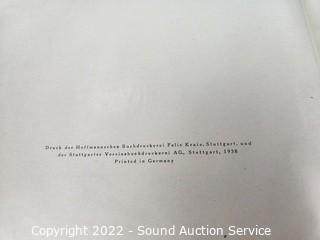 Druck der Hoffmannschen Buchdruckerei Felix Krais, Stuttgart, und
der Stuttgarter Vereinsbuchdruckerei AG, Stuttgart, 1938
Printed in Germany
Copyright 2022 - Sound Auction Service